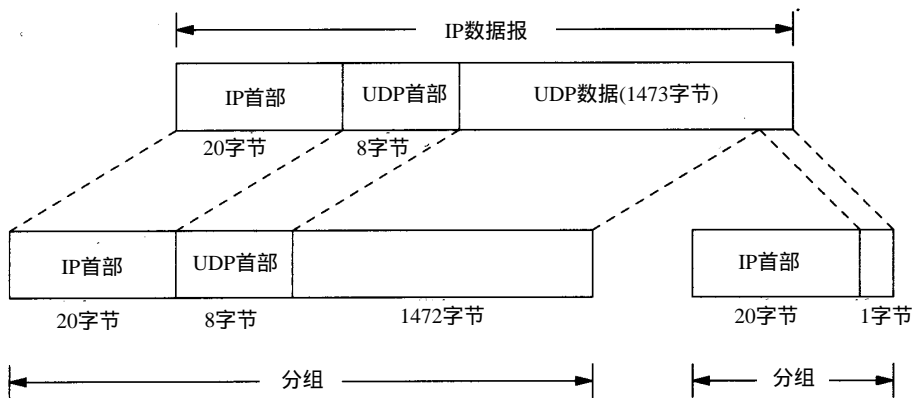 IP数据报
IP首部 UDP首部 UDP数据(1473字节)
20字节 8字节
IP首部 UDP首部 IP首部
20字节 8字节 1472字节 20字节 1字节
分组 分组